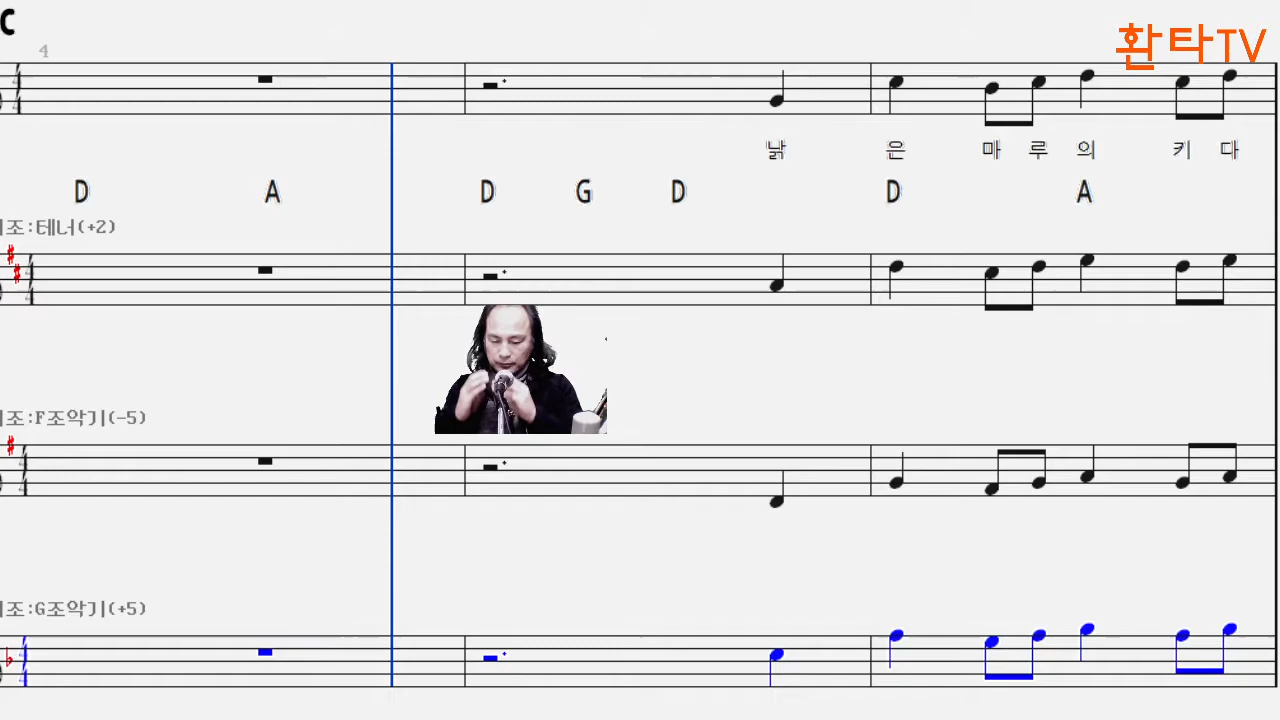 C
환타TV
4
낡 은 마 루 의 키 다
D A D G D D A
조:테너(+2)
조:F조악기(-5)
조:G조악기(+5)